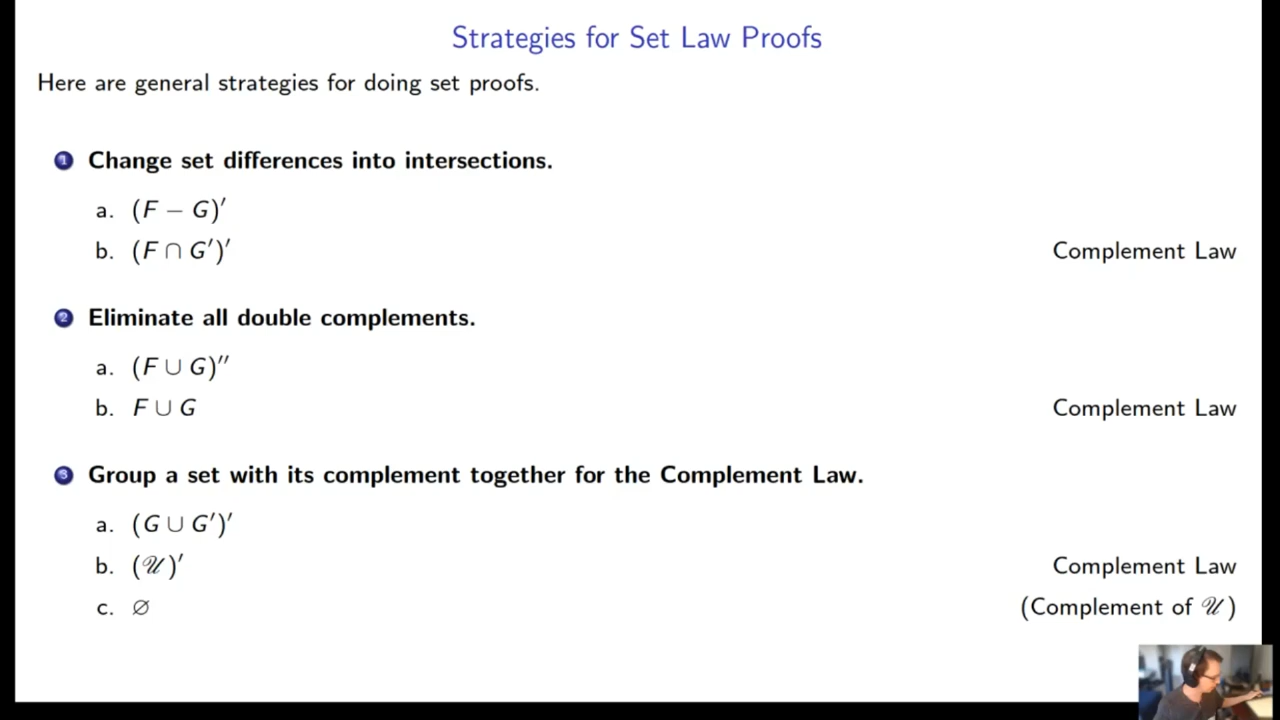 Strategies for Set Law Proofs
Here are general strategies for doing set proofs.
1 Change set differences into intersections.
a. (F − G)′
b. (F ∩ G′)′ Complement Law
2 Eliminate all double complements.
a. (F ∪ G)′′
b. F ∪ G Complement Law
3 Group a set with its complement together for the Complement Law.
a. (G ∪ G′)′
b. (𝒰)′ Complement Law
c. ∅ (Complement of 𝒰)